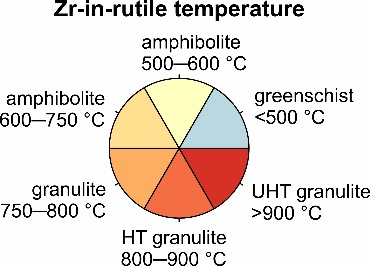 Zr-in-rutile temperature
amphibolite
500–600 °C
amphibolite
600–750 °C
greenschist
<500 °C
granulite
750–800 °C
UHT granulite
>900 °C
HT granulite
800–900 °C